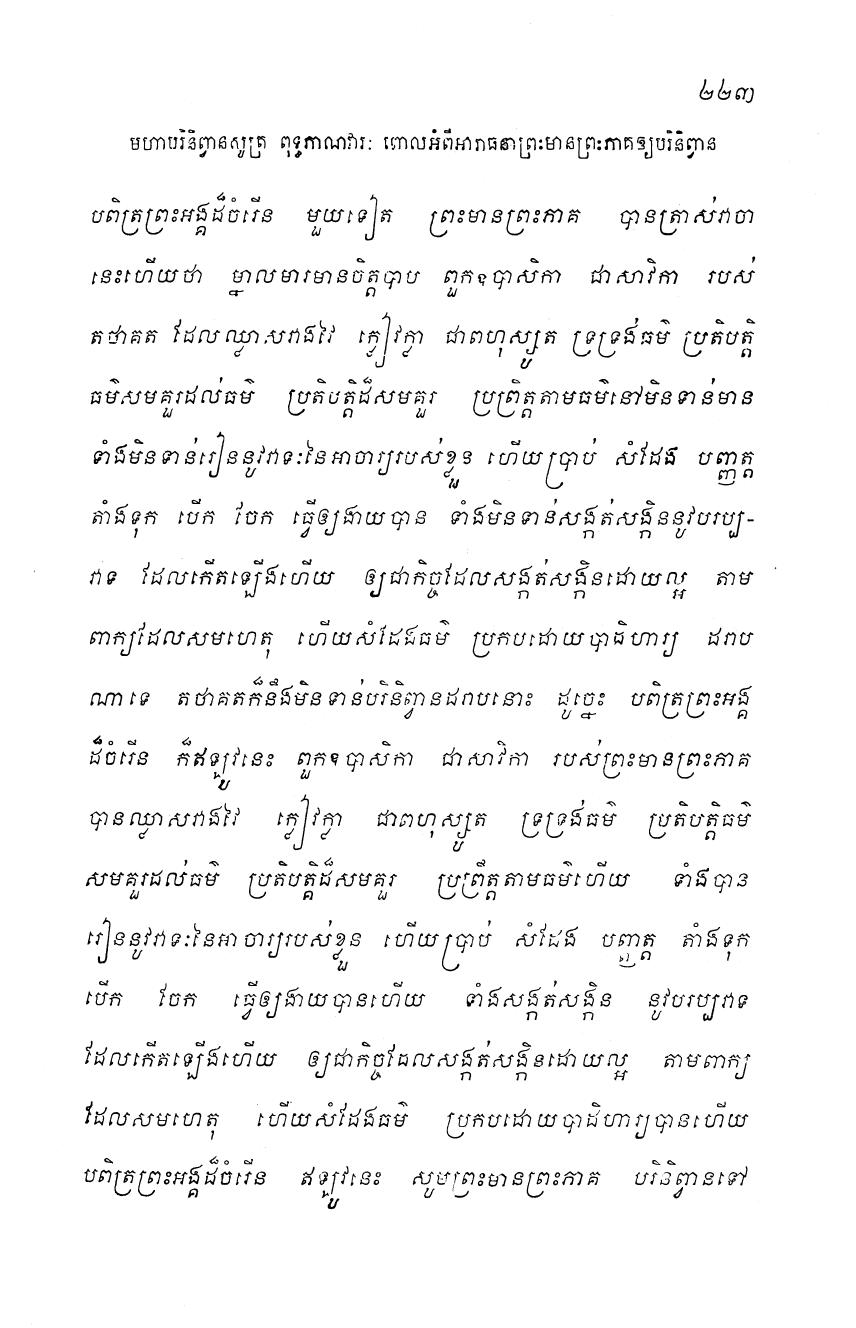 ២២៣
មហាបរិនិព្វានសូត្រ ពុទ្ធភាណវារៈ ពោលអំពីអារាធនាព្រះមានព្រះភាគឲ្យបរិនិព្វាន
បពិត្រព្រះអង្គដ៏ចំរើន មួយទៀត ព្រះមានព្រះភាគ បានត្រាស់វាចា
នេះហើយថា ម្នាលមារមានចិត្តបាប ពួកឧបាសិកា ជាសាវិកា របស់
តថាគត ដែលឈ្លាសវាងវៃ ក្លៀវក្លា ជាពហុស្សូត ទ្រទ្រង់ធម៌ ប្រតិបត្តិ
ធម៌សមគួរដល់ធម៌ ប្រតិបត្តិដ៏សមគួរ ប្រព្រឹត្តតាមធម៌នៅមិនទាន់មាន
ទាំងមិនទាន់រៀននូវវាទៈនៃអាចារ្យរបស់ខ្លួន ហើយប្រាប់ សំដែង បញ្ញត្ត
តាំងទុក បើក ចែក ធ្វើឲ្យងាយបាន ទាំងមិនទាន់សង្កត់សង្កិននូវបរប្ប-
វាទ ដែលកើតឡើងហើយ ឲ្យជាកិច្ចដែលសង្កត់សង្កិនដោយល្អ តាម
ពាក្យដែលសមហេតុ ហើយសំដែងធម៌ ប្រកបដោយបាដិហារ្យ ដរាប
ណាទេ តថាគតក៏នឹងមិនទាន់បរិនិព្វានដរាបនោះ ដូច្នេះ បពិត្រព្រះអង្គ
ដ៏ចំរើន ក៏ឥឡូវនេះ ពួកឧបាសិកា ជាសាវិកា របស់ព្រះមានព្រះភាគ
បានឈ្លាសវាងវៃ ក្លៀវក្លា ជាពហុស្សូត ទ្រទ្រង់ធម៌ ប្រតិបត្តិធម៌
សមគួរដល់ធម៌ ប្រតិបត្តិដ៏សមគួរ ប្រព្រឹត្តតាមធម៌ហើយ ទាំងបាន
រៀននូវវាទៈនៃអាចារ្យរបស់ខ្លួន ហើយប្រាប់ សំដែង បញ្ញត្ត តាំងទុក
បើក ចែក ធ្វើឲ្យងាយបានហើយ ទាំងសង្កត់សង្កិន នូវបរប្បវាទ
ដែលកើតឡើងហើយ ឲ្យជាកិច្ចដែលសង្កត់សង្កិនដោយល្អ តាមពាក្យ
ដែលសមហេតុ ហើយសំដែងធម៌ ប្រកបដោយបាដិហារ្យបានហើយ
បពិត្រព្រះអង្គដ៏ចំរើន ឥឡូវនេះ សូមព្រះមានព្រះភាគ បរិនិព្វានទៅ